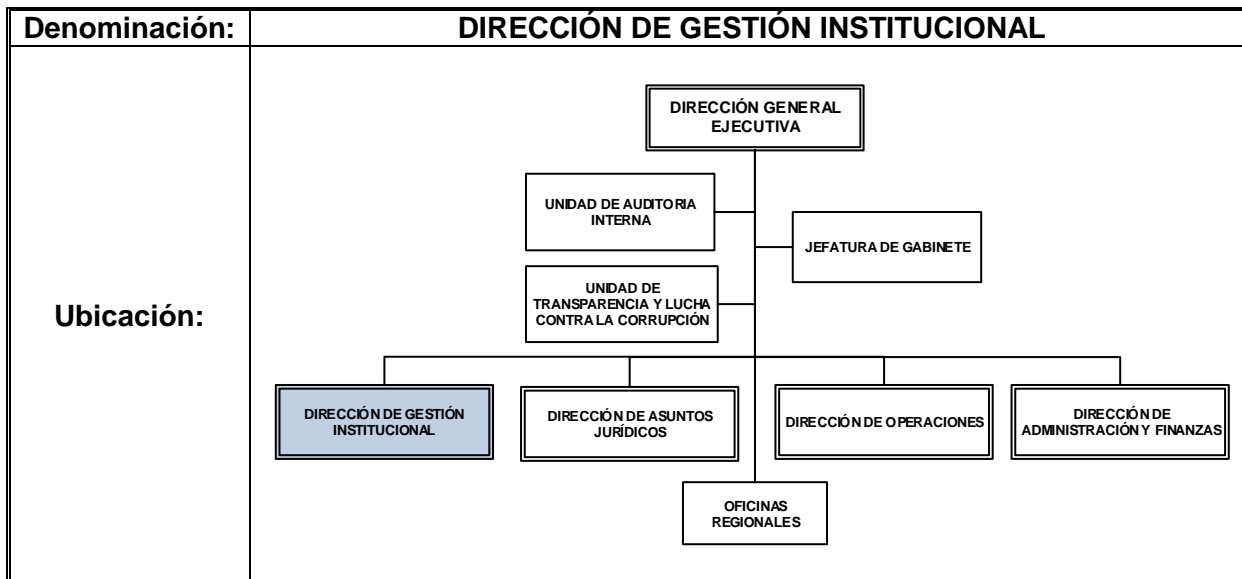 Denominación:
DIRECCIÓN DE GESTIÓN INSTITUCIONAL
Ubicación:
DIRECCIÓN GENERAL
EJECUTIVA
UNIDAD DE AUDITORIA
INTERNA
JEFATURA DE GABINETE
UNIDAD DE
TRANSPARENCIA Y LUCHA
CONTRA LA CORRUPCIÓN
DIRECCIÓN DE GESTIÓN
INSTITUCIONAL
DIRECCIÓN DE ASUNTOS
JURÍDICOS
DIRECCIÓN DE OPERACIONES
DIRECCIÓN DE
ADMINISTRACIÓN Y FINANZAS
OFICINAS
REGIONALES